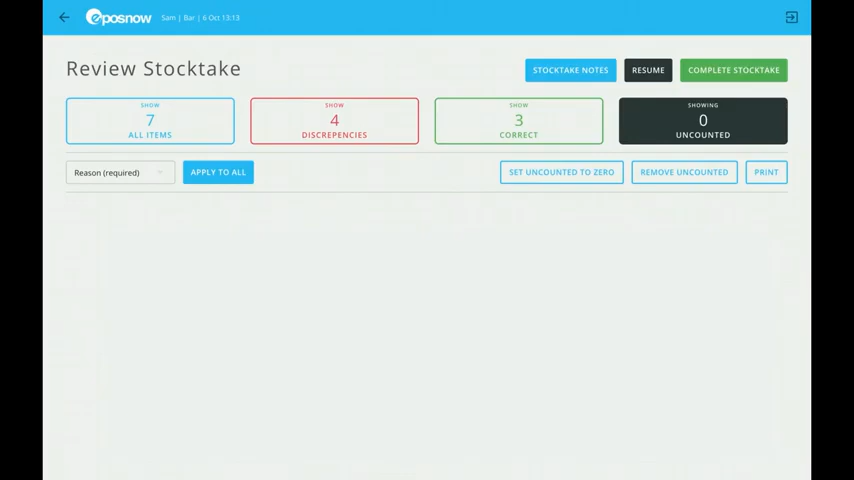 eposnow Sam | Bar | 6 Oct 13:13
Review Stocktake
STOCKTAKE NOTES
RESUME
COMPLETE STOCKTAKE
SHOW
7
ALL ITEMS
SHOW
4
DISCREPENCIES
SHOW
3
CORRECT
SHOWING
0
UNCOUNTED
Reason (required)
APPLY TO ALL
SET UNCOUNTED TO ZERO
REMOVE UNCOUNTED
PRINT